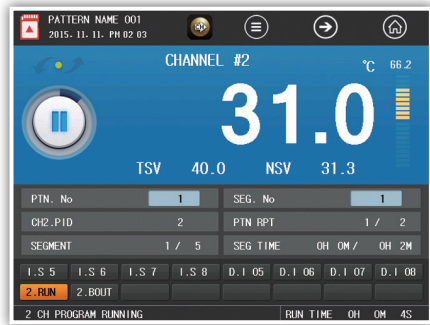 PATTERN NAME 001
2015. 11. 11. PM 02 03
CHANNEL #2
°C 66.2
31.0
TSV 40.0 NSV 31.3
PTN. No 1 SEG. No 1
CH2.PID 2 PTN RPT 1 / 2
SEGMENT 1 / 5 SEG TIME 0H 0M / 0H 2M
I.S 5 I.S 6 I.S 7 I.S 8 D.I 05 D.I 06 D.I 07 D.I 08
2.RUN 2.BOUT
2 CH PROGRAM RUNNING RUN TIME 0H 0M 4S